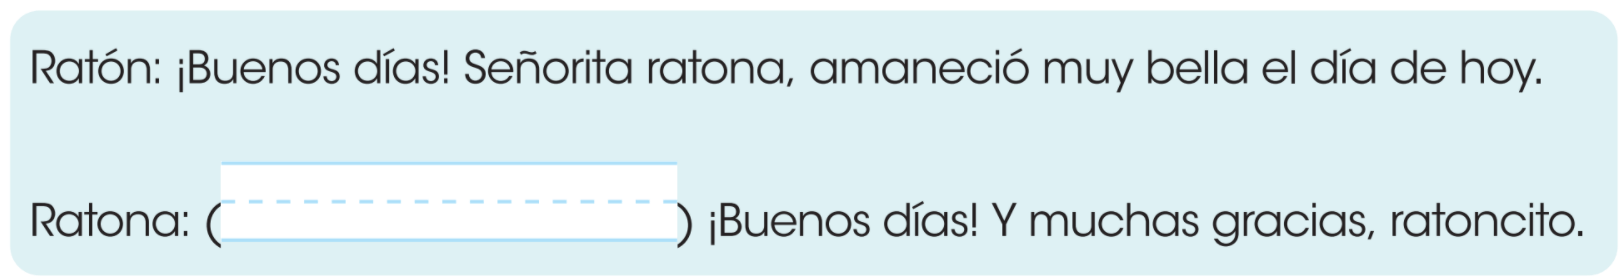 Ratón: ¡Buenos días! Señorita ratona, amaneció muy bella el día de hoy.
Ratona: ( ) ¡Buenos días! Y muchas gracias, ratoncito.